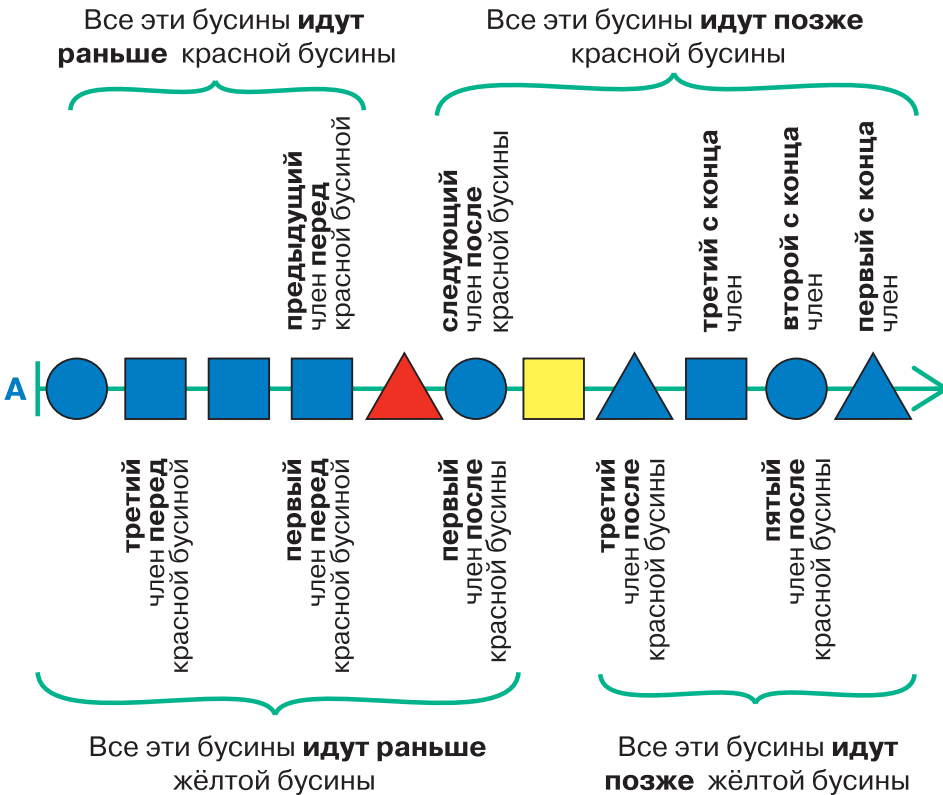 Все эти бусины идут
раньше красной бусины
Все эти бусины идут позже
красной бусины
предыдущий
член перед
красной бусиной
следующий
член после
красной бусины
третий с конца
член
второй с конца
член
первый с конца
член
А
третий
член перед
красной бусиной
первый
член перед
красной бусиной
первый
член после
красной бусины
третий
член после
красной бусины
пятый
член после
красной бусины
Все эти бусины идут раньше
жёлтой бусины
Все эти бусины идут
позже жёлтой бусины